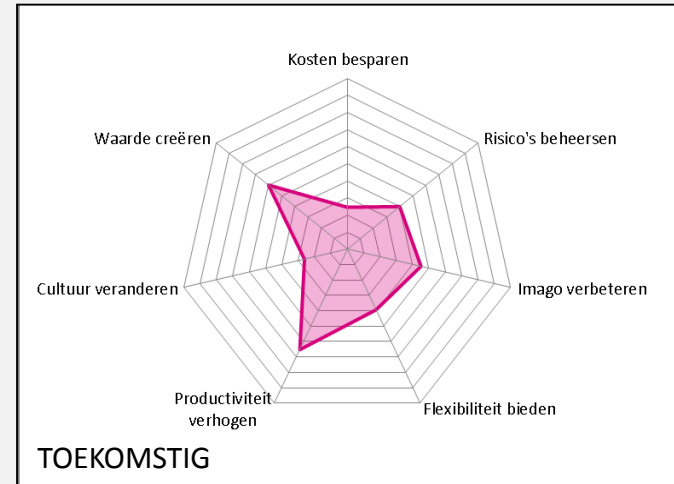 Kosten besparen
Waarde creëren
Risico's beheersen
Cultuur veranderen
Imago verbeteren
Productiviteit
verhogen
Flexibiliteit bieden
TOEKOMSTIG